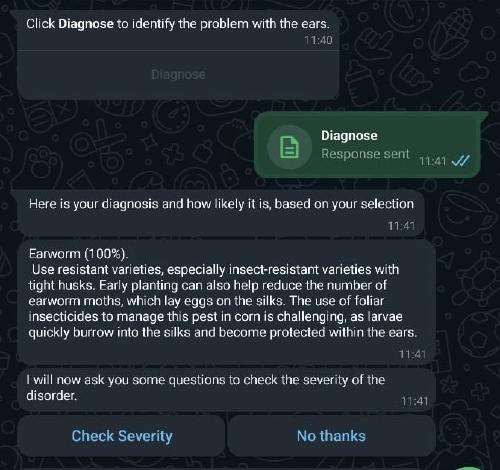 Click Diagnose to identify the problem with the ears.
11:40
Diagnose
Diagnose
Response sent 11:41
Here is your diagnosis and how likely it is, based on your selection
11:41
Earworm (100%).
Use resistant varieties, especially insect-resistant varieties with
tight husks. Early planting can also help reduce the number of
earworm moths, which lay eggs on the silks. The use of foliar
insecticides to manage this pest in corn is challenging, as larvae
quickly burrow into the silks and become protected within the ears.
11:41
I will now ask you some questions to check the severity of the
disorder.
11:41
Check Severity
No thanks